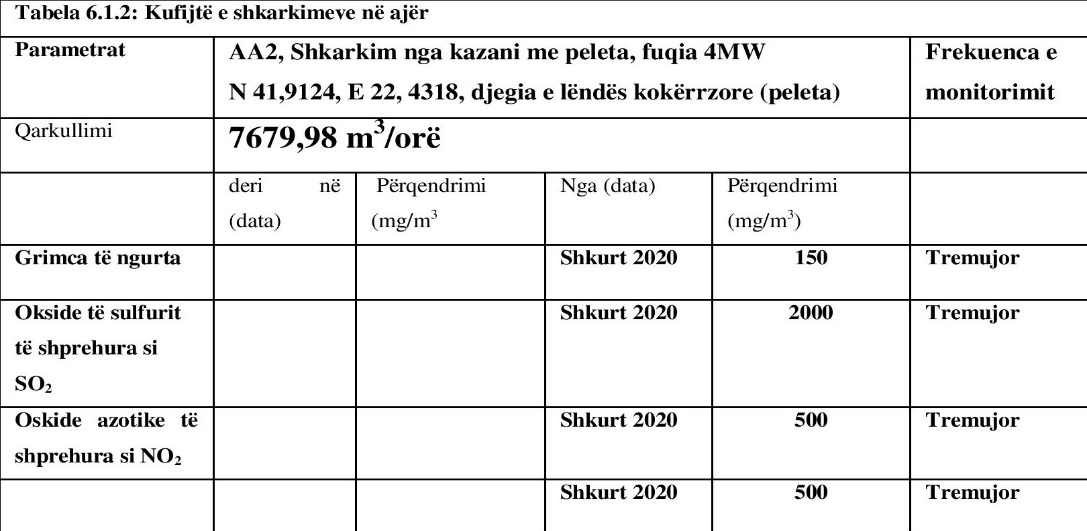 Tabela 6.1.2: Kufijtë e shkarkimeve në ajër
Parametrat
AA2, Shkarkim nga kazani me peleta, fuqia 4MW
N 41,9124, E 22, 4318, djegia e lëndës kokërrzore (peleta)
Frekuenca e
monitorimit
Qarkullimi
7679,98 m³/orë
deri në
(data)
Përqendrimi
(mg/m³
Nga (data)
Përqendrimi
(mg/m³)
Grimca të ngurta
Shkurt 2020
150
Tremujor
Okside të sulfurit
të shprehura si
SO₂
Shkurt 2020
2000
Tremujor
Oskide azotike të
shprehura si NO₂
Shkurt 2020
500
Tremujor
Shkurt 2020
500
Tremujor